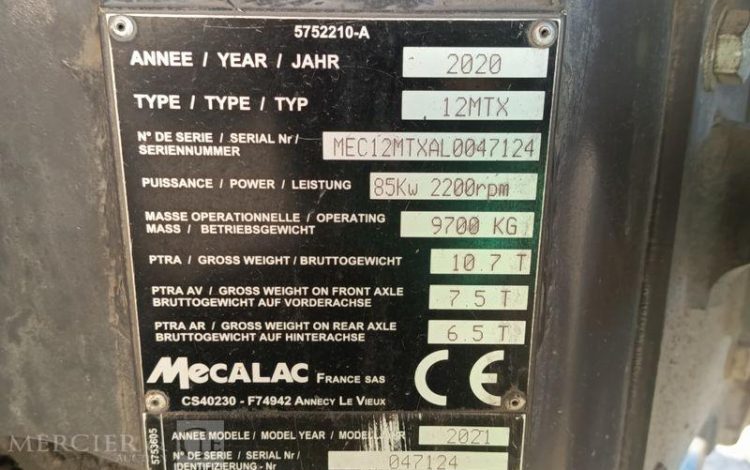 5752210-A
ANNEE / YEAR / JAHR 2020
TYPE / TYPE / TYP 12MTX
N° DE SERIE / SERIAL Nr/
SERIENNUMMER MEC12MTXAL0047124
PUISSANCE / POWER / LEISTUNG 85Kw 2200rpm
MASSE OPERATIONNELLE / OPERATING
MASS / BETRIEBSGEWICHT 9700 KG
PTRA / GROSS WEIGHT / BRUTTOGEWICHT 10.7 T
PTRA AV / GROSS WEIGHT ON FRONT AXLE
BRUTTOGEWICHT AUF VORDERACHSE 7.5 T
PTRA AR / GROSS WEIGHT ON REAR AXLE
BRUTTOGEWICHT AUF HINTERACHSE 6.5 T
MECALAC FRANCE SAS CE
CS40230 - F74942 ANNECY LE VIEUX
5753605
ANNEE MODELE / MODEL YEAR / MODELLJAHR 2021
N° DE SERIE / SERIAL Nr /
IDENTIFIZIERUNG - Nr 047124
MERCIER